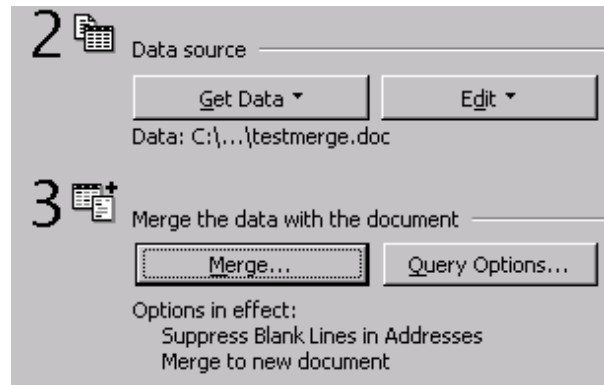 2
Data source
Get Data Edit
Data: C:\...\testmerge.doc
3
Merge the data with the document
Merge... Query Options...
Options in effect:
Suppress Blank Lines in Addresses
Merge to new document